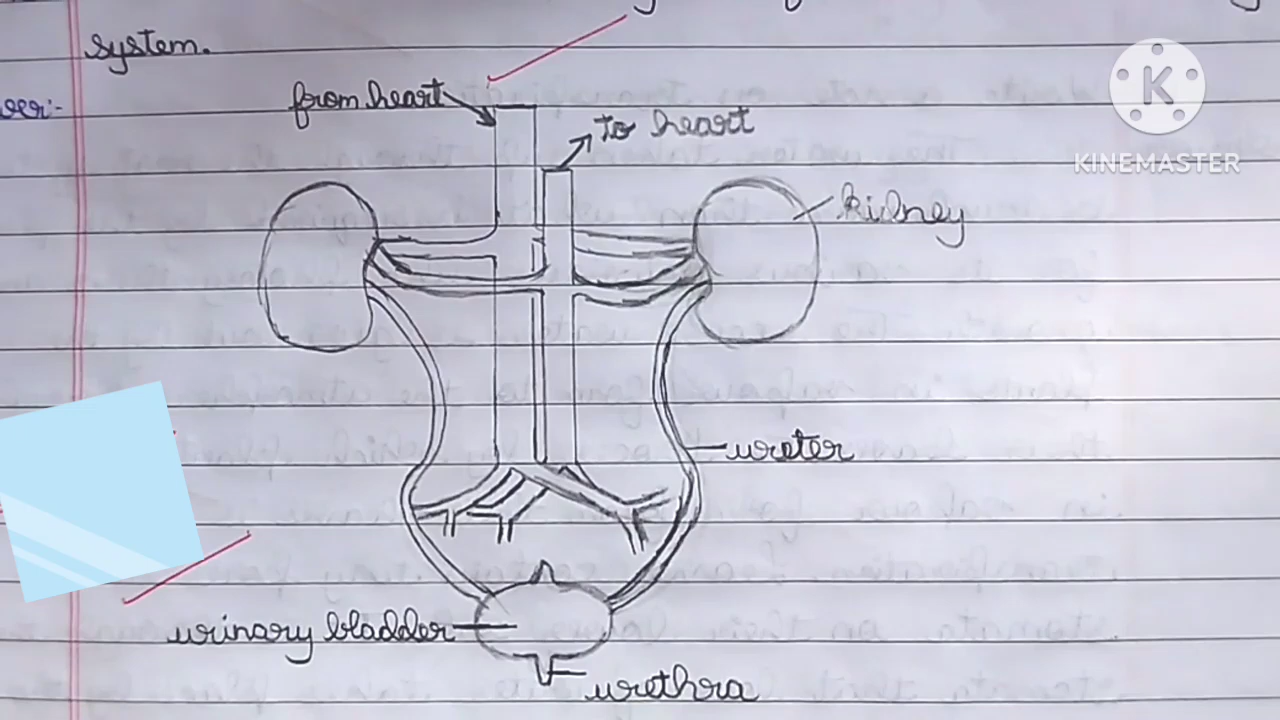 system.
from heart
to heart
KINEMASTER
kidney
ureter
urinary bladder
urethra